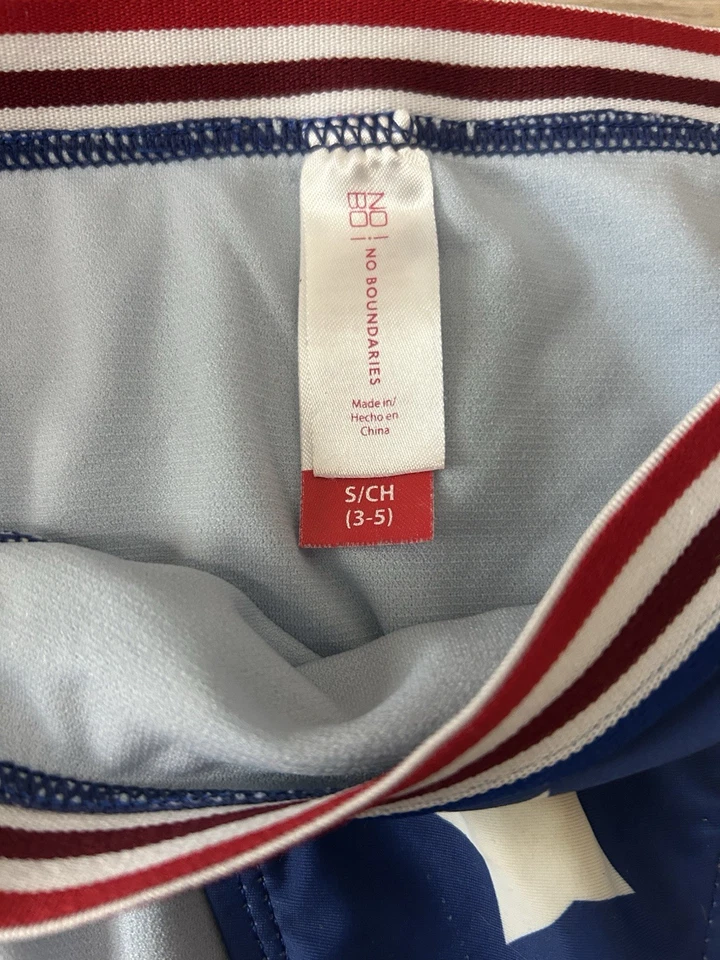 NO
BO
NO BOUNDARIES
Made in/
Hecho en
China
S/CH
(3-5)